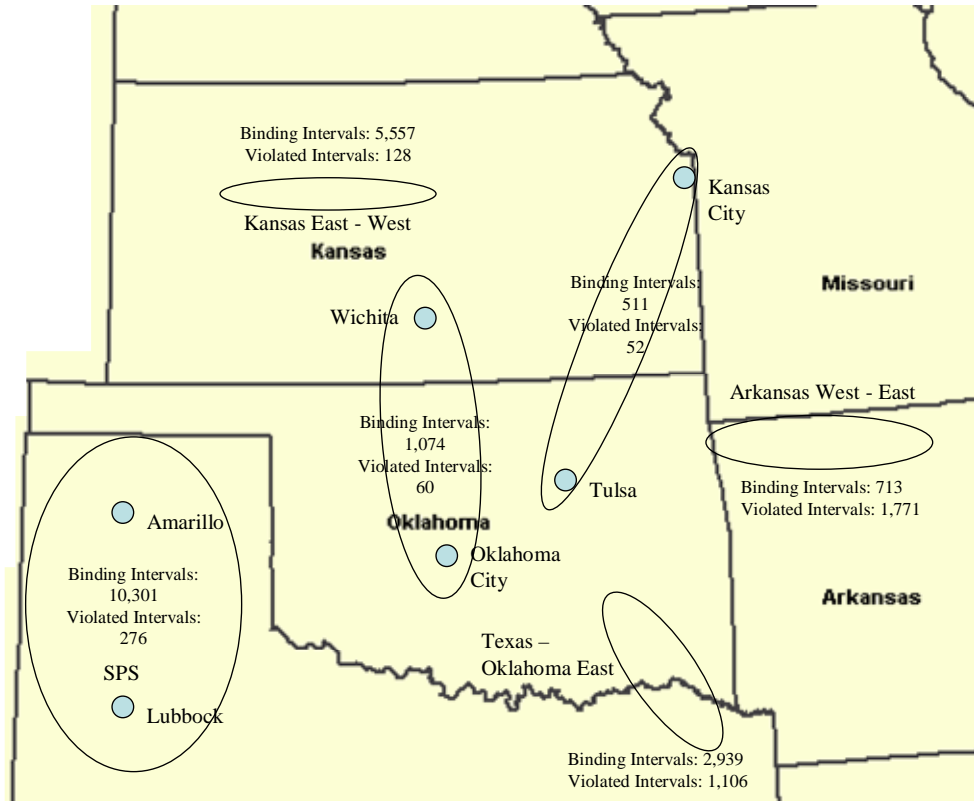 Binding Intervals: 5,557
Violated Intervals: 128
Kansas East - West
Kansas
Kansas
City
Missouri
Binding Intervals:
511
Violated Intervals:
52
Wichita
Arkansas West - East
Binding Intervals:
1,074
Violated Intervals:
60
Tulsa
Binding Intervals: 713
Violated Intervals: 1,771
Amarillo
Oklahoma
Oklahoma
City
Binding Intervals:
10,301
Violated Intervals:
276
Arkansas
Texas –
Oklahoma East
SPS
Lubbock
Binding Intervals: 2,939
Violated Intervals: 1,106